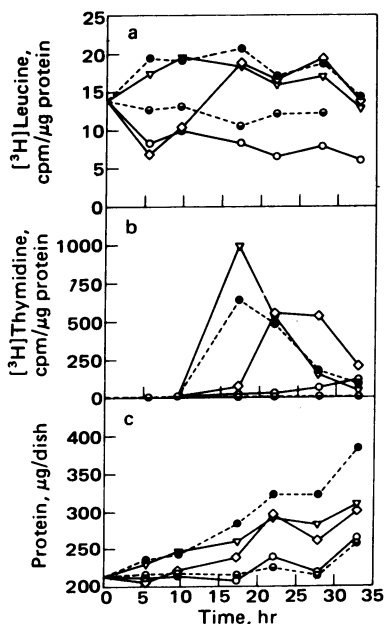 a
25
20
15
10
5
0
[³H]Leucine,
cpm/μg protein
b
1000
750
500
250
0
[³H]Thymidine,
cpm/μg protein
c
400
350
300
250
200
Protein, μg/dish
0 5 10 15 20 25 30 35
Time, hr